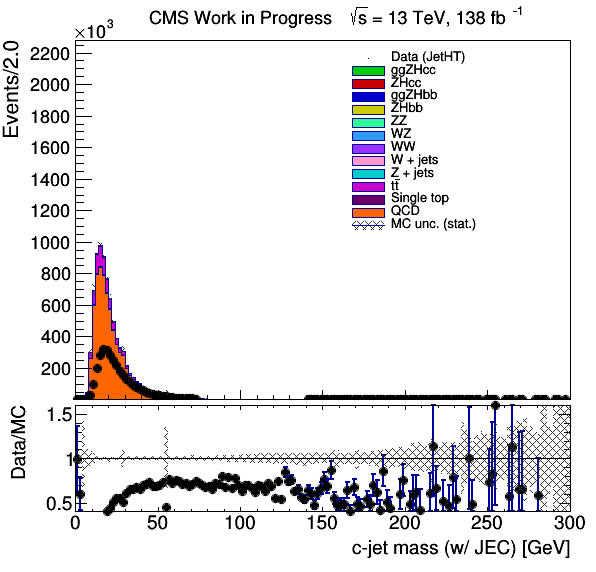 CMS Work in Progress √s = 13 TeV, 138 fb⁻¹
×10³
Events/2.0
2200
2000
1800
1600
1400
1200
1000
800
600
400
200
Data (JetHT)
ggZHcc
ZHcc
ggZHbb
ZHbb
ZZ
WZ
WW
W + jets
Z + jets
tt̄
Single top
QCD
MC unc. (stat.)
Data/MC
1.5
1
0.5
0 50 100 150 200 250 300
c-jet mass (w/ JEC) [GeV]